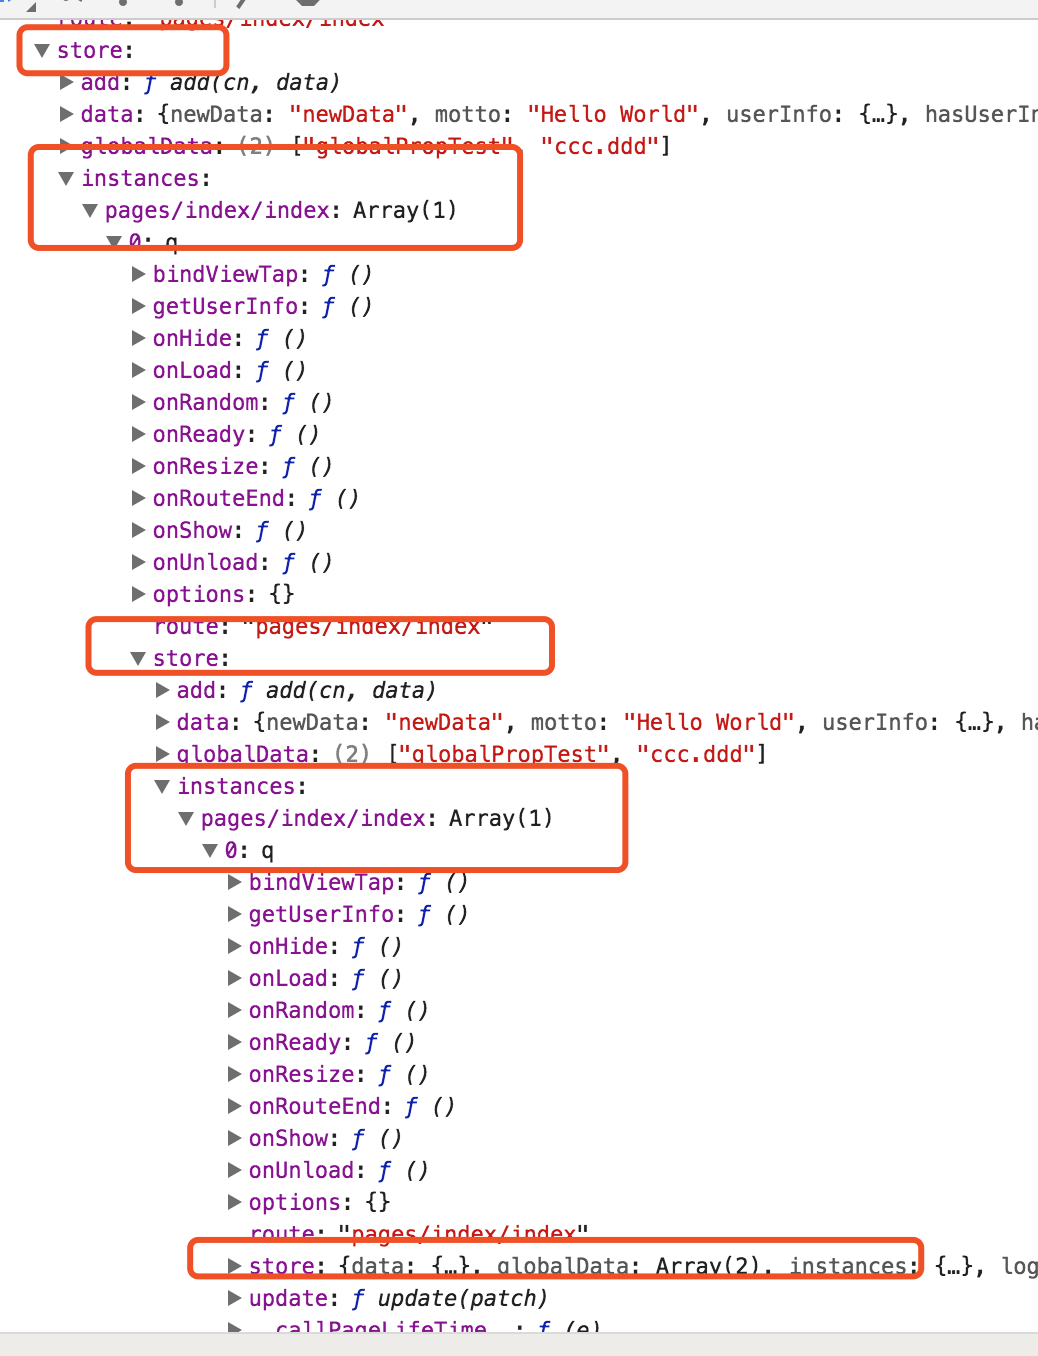 route: "pages/index/index
store:
add: ƒ add(cn, data)
data: {newData: "newData", motto: "Hello World", userInfo: {…}, hasUserIn
globalData: (2) ["globalPropTest", "ccc.ddd"]
instances:
pages/index/index: Array(1)
0: q
bindViewTap: ƒ ()
getUserInfo: ƒ ()
onHide: ƒ ()
onLoad: ƒ ()
onRandom: ƒ ()
onReady: ƒ ()
onResize: ƒ ()
onRouteEnd: ƒ ()
onShow: ƒ ()
onUnload: ƒ ()
options: {}
route: "pages/index/index"
store:
add: ƒ add(cn, data)
data: {newData: "newData", motto: "Hello World", userInfo: {…}, ha
globalData: (2) ["globalPropTest", "ccc.ddd"]
instances:
pages/index/index: Array(1)
0: q
bindViewTap: ƒ ()
getUserInfo: ƒ ()
onHide: ƒ ()
onLoad: ƒ ()
onRandom: ƒ ()
onReady: ƒ ()
onResize: ƒ ()
onRouteEnd: ƒ ()
onShow: ƒ ()
onUnload: ƒ ()
options: {}
route: "pages/index/index"
store: {data: {…}, globalData: Array(2), instances: {…}, log
update: ƒ update(patch)
__callPageLifeTime__: ƒ (e)